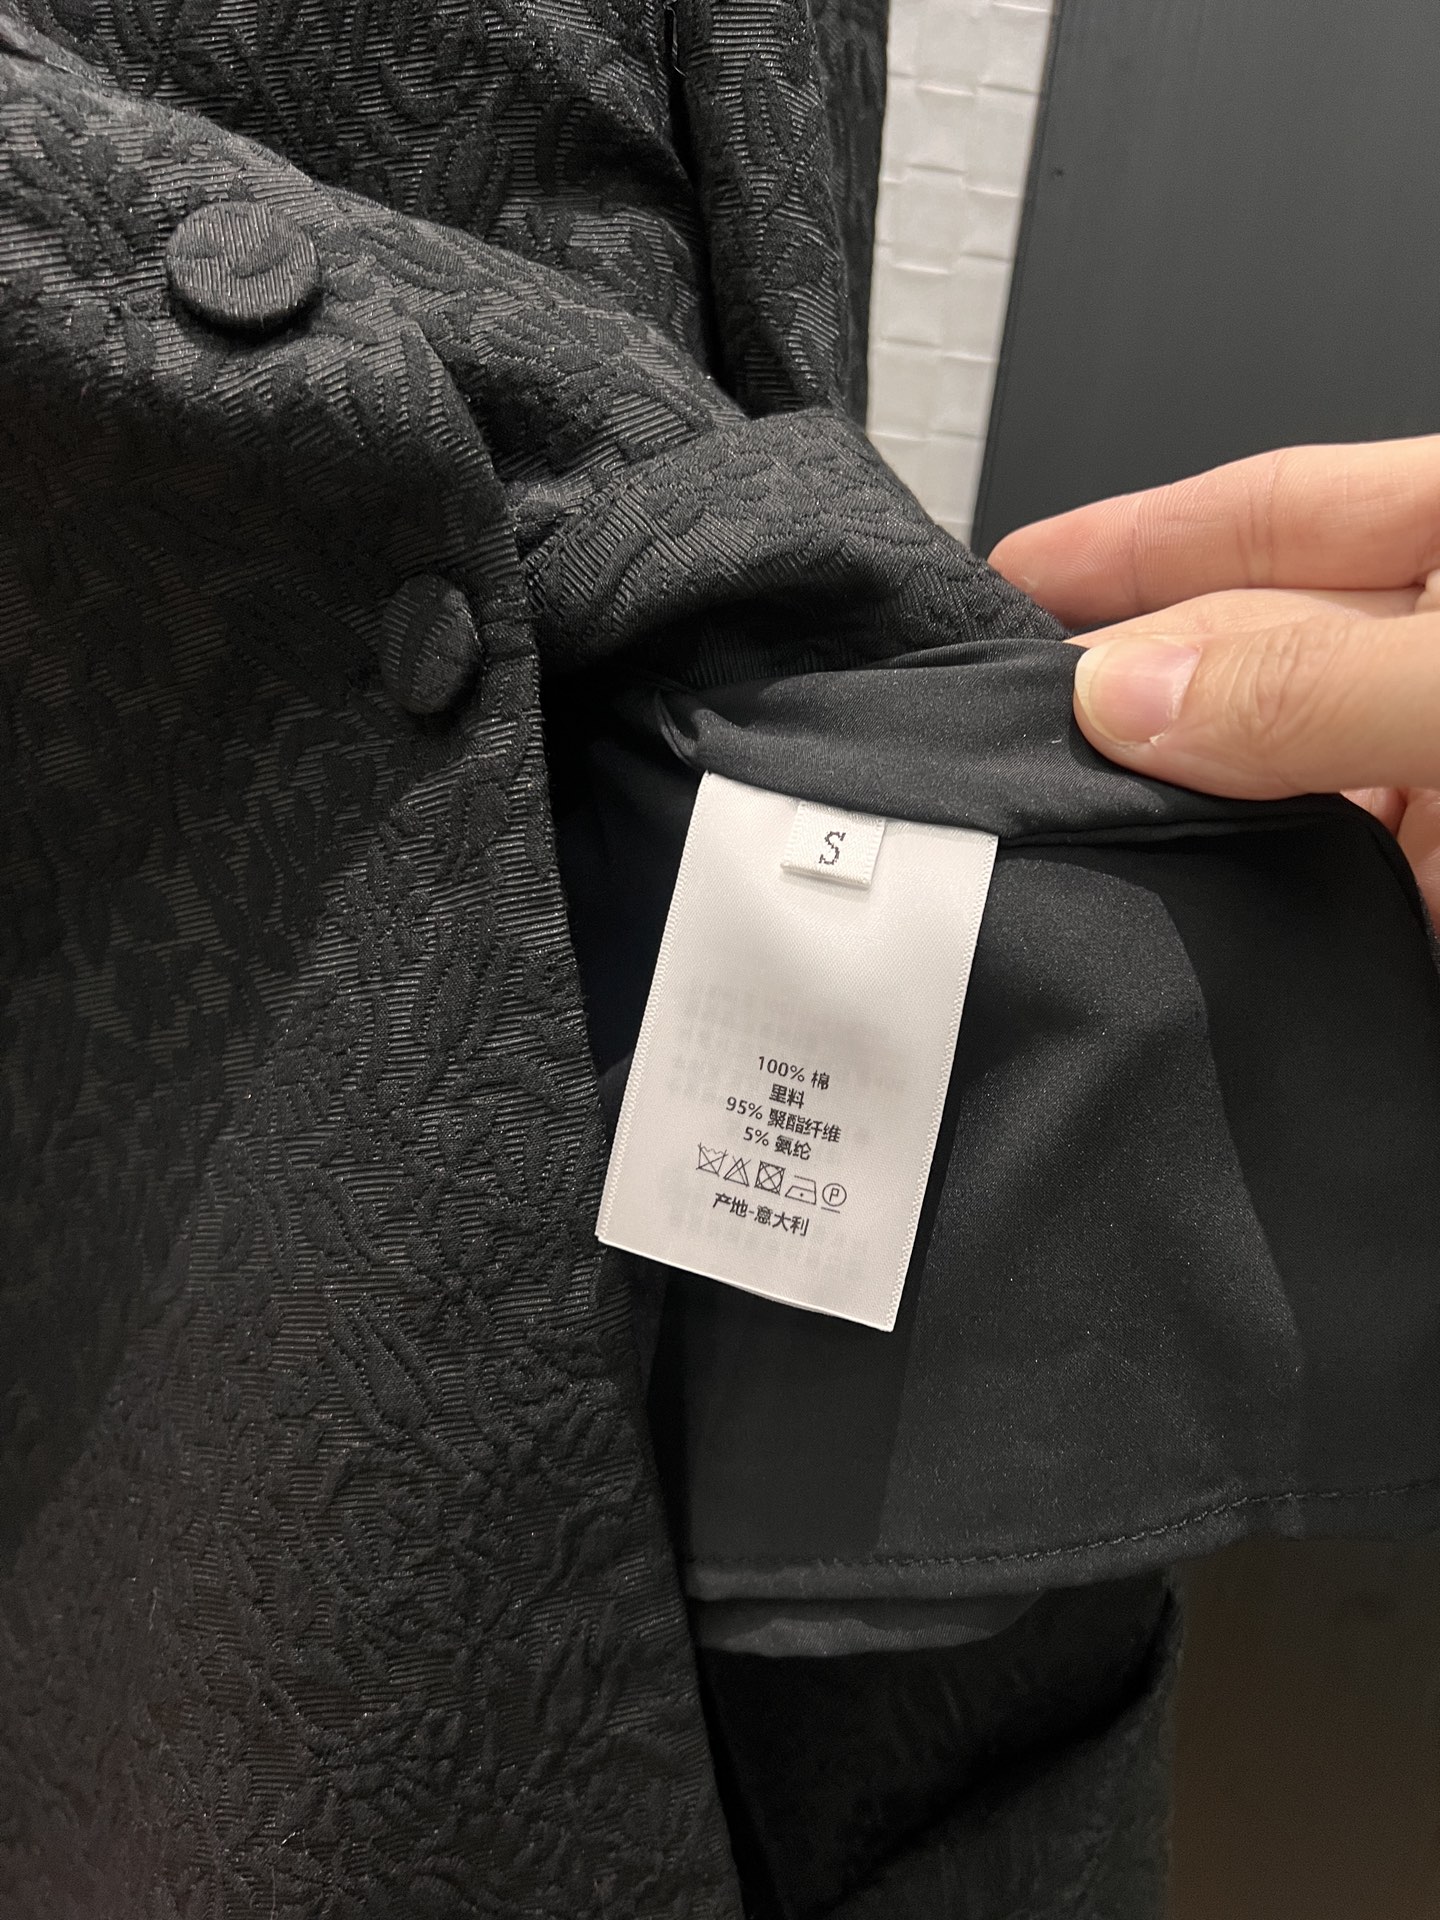 S
100% 棉
里料
95% 聚酯纤维
5% 氨纶
P
产地-意大利